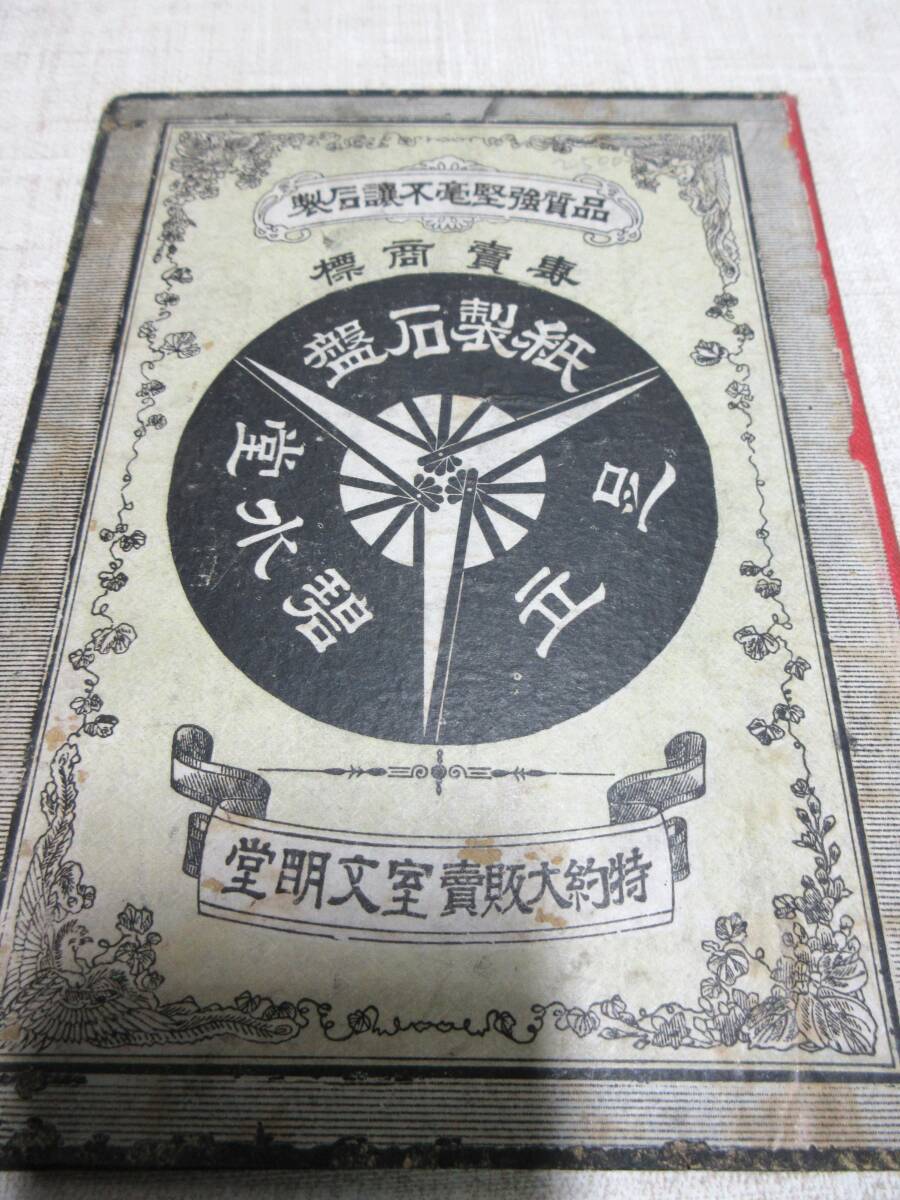 品質強堅毫不讓石製
專賣商標
紙製石盤
正
碧水堂
特約大販賣室文明堂